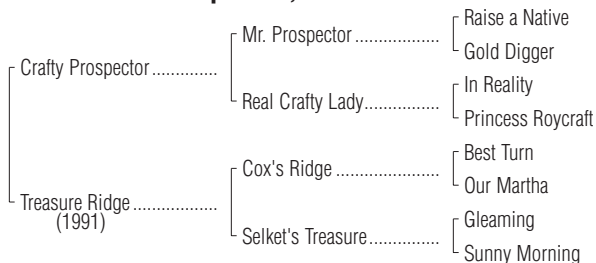 Raise a Native
Mr. Prospector ..................
Gold Digger
Crafty Prospector..............
In Reality
Real Crafty Lady................
Princess Roycraft
Best Turn
Cox's Ridge ......................
Our Martha
Treasure Ridge ..................
(1991)
Gleaming
Selket's Treasure...............
Sunny Morning